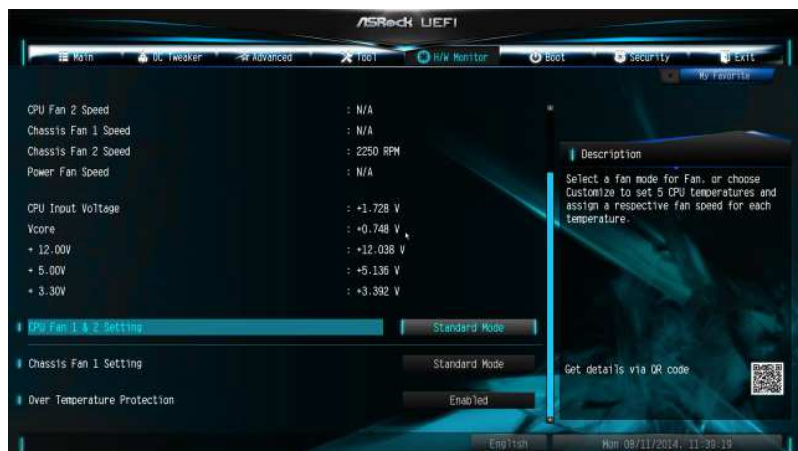 ASRock UEFI
Main OC Tweaker Advanced Tool H/W Monitor Boot Security Exit
My Favorite
CPU Fan 2 Speed : N/A
Chassis Fan 1 Speed : N/A
Chassis Fan 2 Speed : 2250 RPM
Power Fan Speed : N/A
CPU Input Voltage : +1.728 V
Vcore : +0.748 V
+ 12.00V : +12.038 V
+ 5.00V : +5.136 V
+ 3.30V : +3.392 V
CPU Fan 1 & 2 Setting Standard Mode
Chassis Fan 1 Setting Standard Mode
Over Temperature Protection Enabled
Description
Select a fan mode for Fan, or choose
Customize to set 5 CPU temperatures and
assign a respective fan speed for each
temperature.
Get details via QR code
English Mon 08/11/2014, 11:39:19